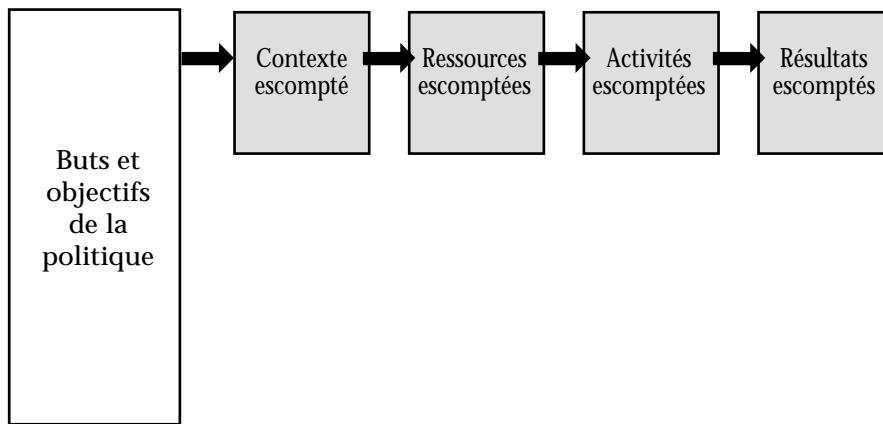 Buts et
objectifs
de la
politique
Contexte
escompté
Ressources
escomptées
Activités
escomptées
Résultats
escomptés